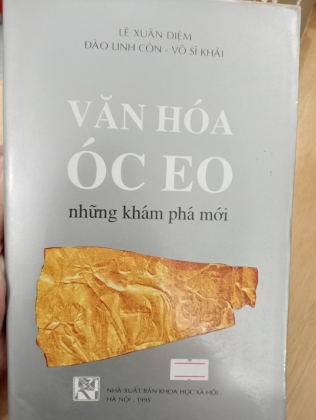 LÊ XUÂN DIỆM
ĐÀO LINH CÔN - VÕ SĨ KHẢI
VĂN HÓA
ÓC EO
những khám phá mới
NHÀ XUẤT BẢN KHOA HỌC XÃ HỘI
HÀ NỘI, 1995